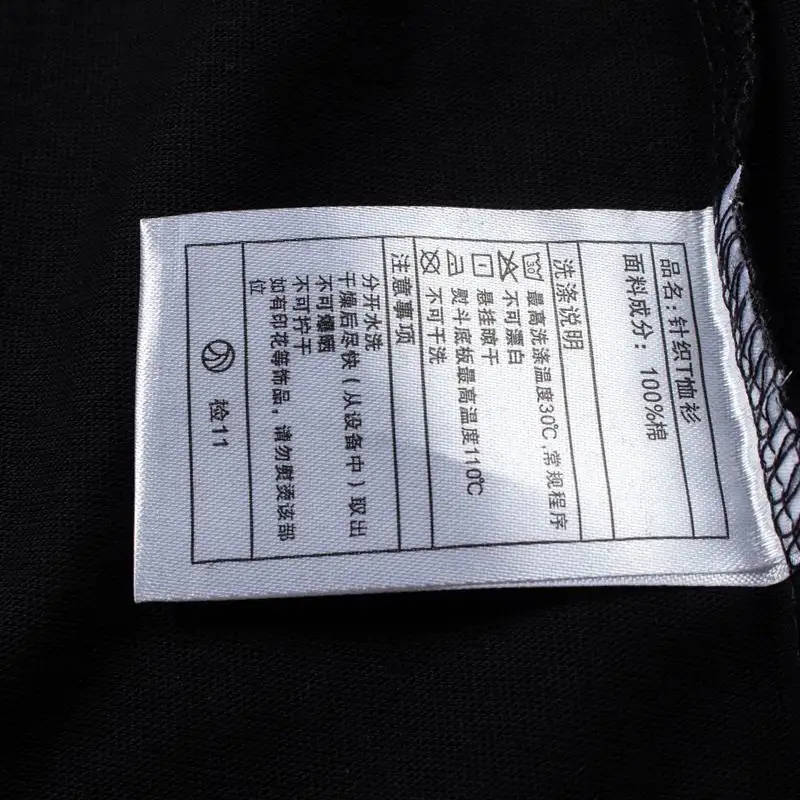 品名:针织T恤衫
面料成分: 100%棉
洗涤说明
30 最高洗涤温度30℃,常规程序
不可漂白
悬挂晾干
熨斗底板最高温度110℃
不可干洗
注意事项
分开水洗
干燥后尽快(从设备中)取出
不可爆晒
不可拧干
如有印花等饰品,请勿熨烫该部
位
检11